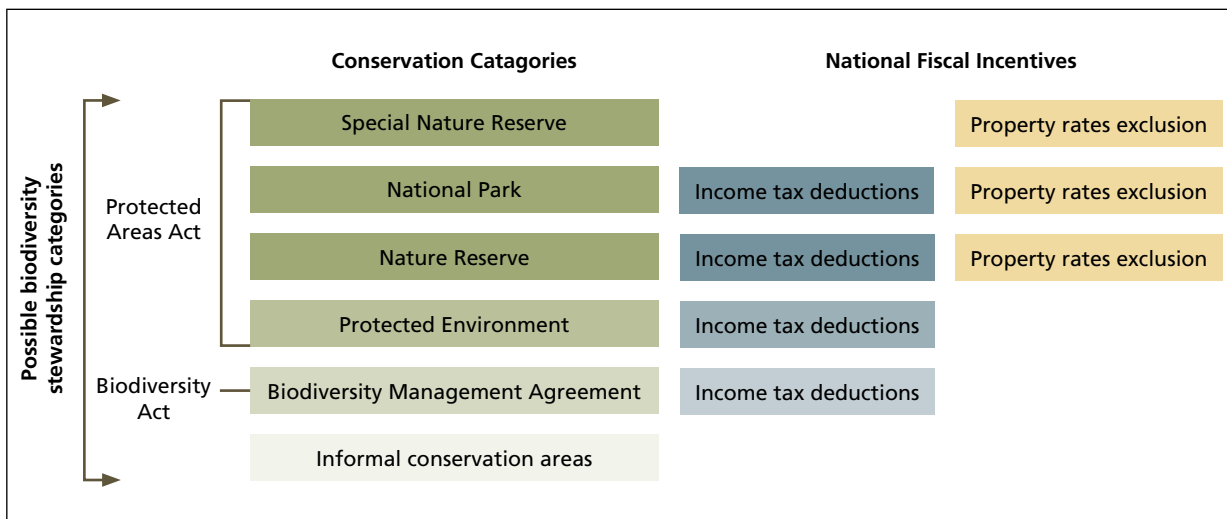 Conservation Catagories
National Fiscal Incentives
Possible biodiversity
stewardship categories
Protected
Areas Act
Special Nature Reserve
Property rates exclusion
National Park
Income tax deductions
Property rates exclusion
Nature Reserve
Income tax deductions
Property rates exclusion
Protected Environment
Income tax deductions
Biodiversity
Act
Biodiversity Management Agreement
Income tax deductions
Informal conservation areas